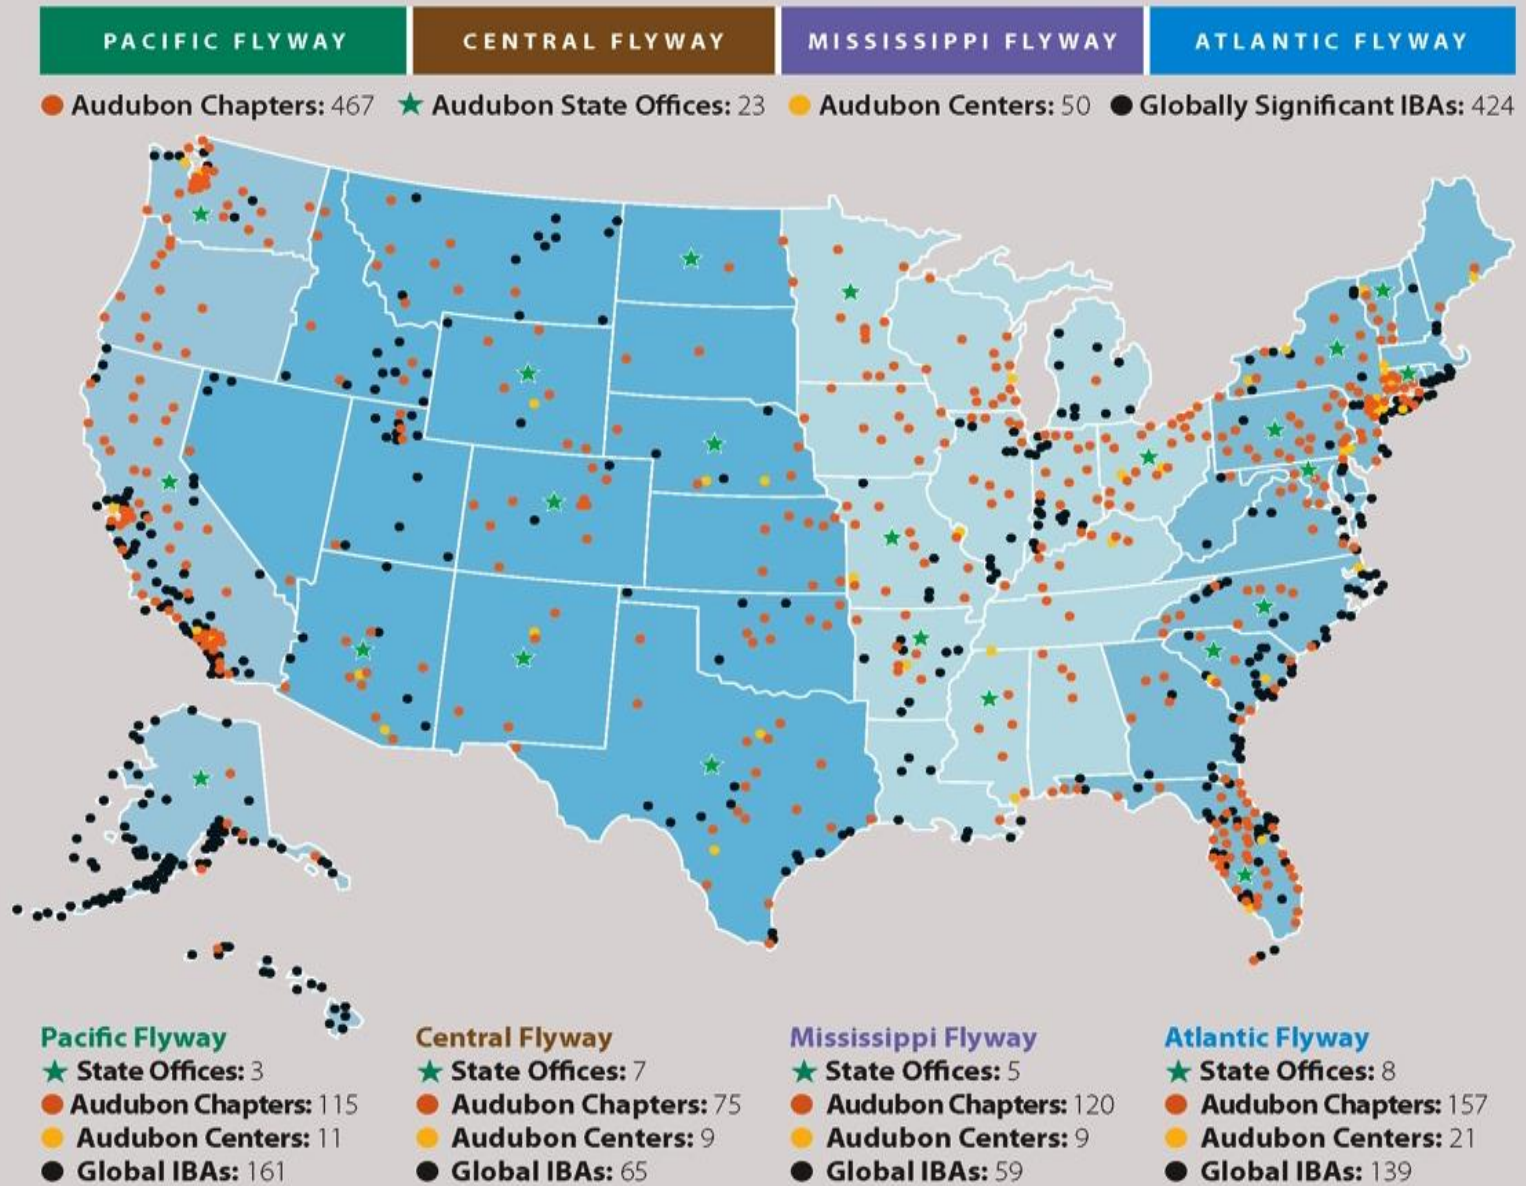 PACIFIC FLYWAY CENTRAL FLYWAY MISSISSIPPI FLYWAY ATLANTIC FLYWAY
Audubon Chapters: 467 Audubon State Offices: 23 Audubon Centers: 50 Globally Significant IBAs: 424
Pacific Flyway
State Offices: 3
Audubon Chapters: 115
Audubon Centers: 11
Global IBAs: 161
Central Flyway
State Offices: 7
Audubon Chapters: 75
Audubon Centers: 9
Global IBAs: 65
Mississippi Flyway
State Offices: 5
Audubon Chapters: 120
Audubon Centers: 9
Global IBAs: 59
Atlantic Flyway
State Offices: 8
Audubon Chapters: 157
Audubon Centers: 21
Global IBAs: 139